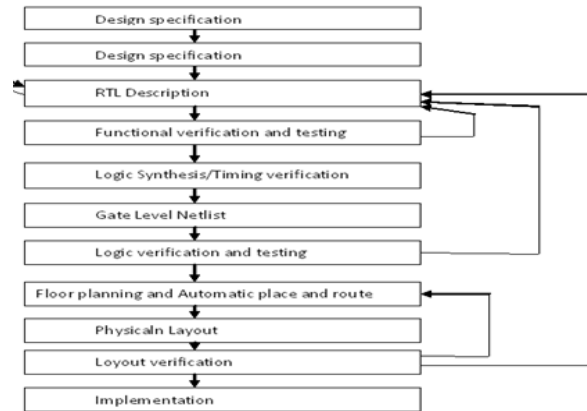 Design specification
Design specification
RTL Description
Functional verification and testing
Logic Synthesis/Timing verification
Gate Level Netlist
Logic verification and testing
Floor planning and Automatic place and route
Physicaln Layout
Loyout verification
Implementation